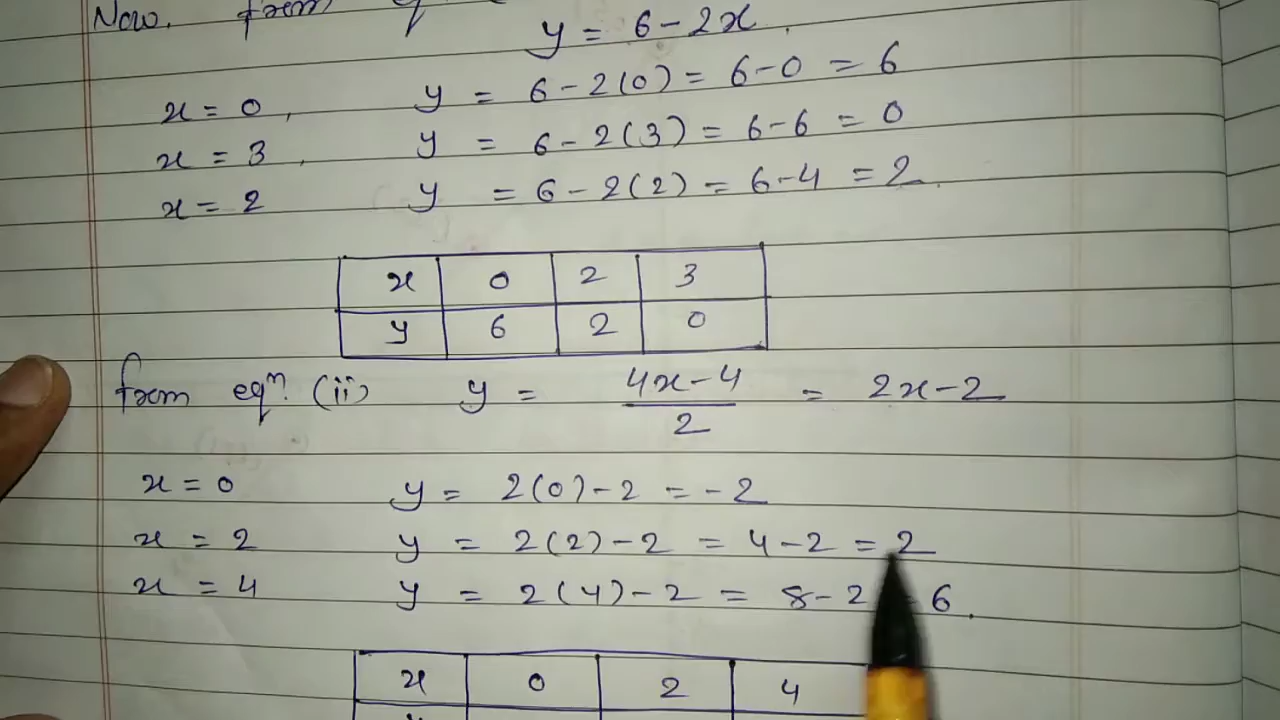 Now, from eq
y = 6 - 2x.
x = 0, y = 6 - 2(0) = 6 - 0 = 6
x = 3, y = 6 - 2(3) = 6 - 6 = 0
x = 2 y = 6 - 2(2) = 6 - 4 = 2.
x 0 2 3
y 6 2 0
from eqⁿ. (ii) y = 4x - 4 / 2 = 2x - 2
x = 0 y = 2(0) - 2 = -2
x = 2 y = 2(2) - 2 = 4 - 2 = 2
x = 4 y = 2(4) - 2 = 8 - 2 = 6.
x 0 2 4